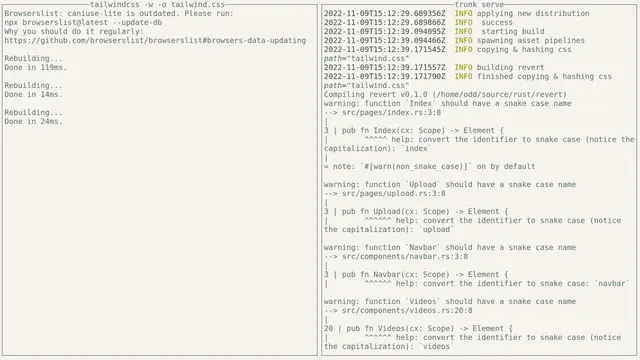 tailwindcss -w -o tailwind.css
Browserslist: caniuse-lite is outdated. Please run:
npx browserslist@latest --update-db
Why you should do it regularly:
https://github.com/browserslist/browserslist#browsers-data-updating
Rebuilding...
Done in 119ms.
Rebuilding...
Done in 14ms.
Rebuilding...
Done in 24ms.
trunk serve
2022-11-09T15:12:29.689356Z  INFO applying new distribution
2022-11-09T15:12:29.689866Z  INFO  success
2022-11-09T15:12:39.094095Z  INFO  starting build
2022-11-09T15:12:39.094466Z  INFO spawning asset pipelines
2022-11-09T15:12:39.171545Z  INFO copying & hashing css
path="tailwind.css"
2022-11-09T15:12:39.171557Z  INFO building revert
2022-11-09T15:12:39.171790Z  INFO finished copying & hashing css
path="tailwind.css"
Compiling revert v0.1.0 (/home/odd/source/rust/revert)
warning: function `Index` should have a snake case name
--> src/pages/index.rs:3:8
|
3 | pub fn Index(cx: Scope) -> Element {
|        ^^^^^ help: convert the identifier to snake case (notice the
capitalization): `index`
|
= note: `#[warn(non_snake_case)]` on by default
warning: function `Upload` should have a snake case name
--> src/pages/upload.rs:3:8
|
3 | pub fn Upload(cx: Scope) -> Element {
|        ^^^^^^ help: convert the identifier to snake case (notice
the capitalization): `upload`
warning: function `Navbar` should have a snake case name
--> src/components/navbar.rs:3:8
|
3 | pub fn Navbar(cx: Scope) -> Element {
|        ^^^^^^ help: convert the identifier to snake case: `navbar`
warning: function `Videos` should have a snake case name
--> src/components/videos.rs:20:8
|
20 | pub fn Videos(cx: Scope) -> Element {
|        ^^^^^^ help: convert the identifier to snake case (notice
the capitalization): `videos`